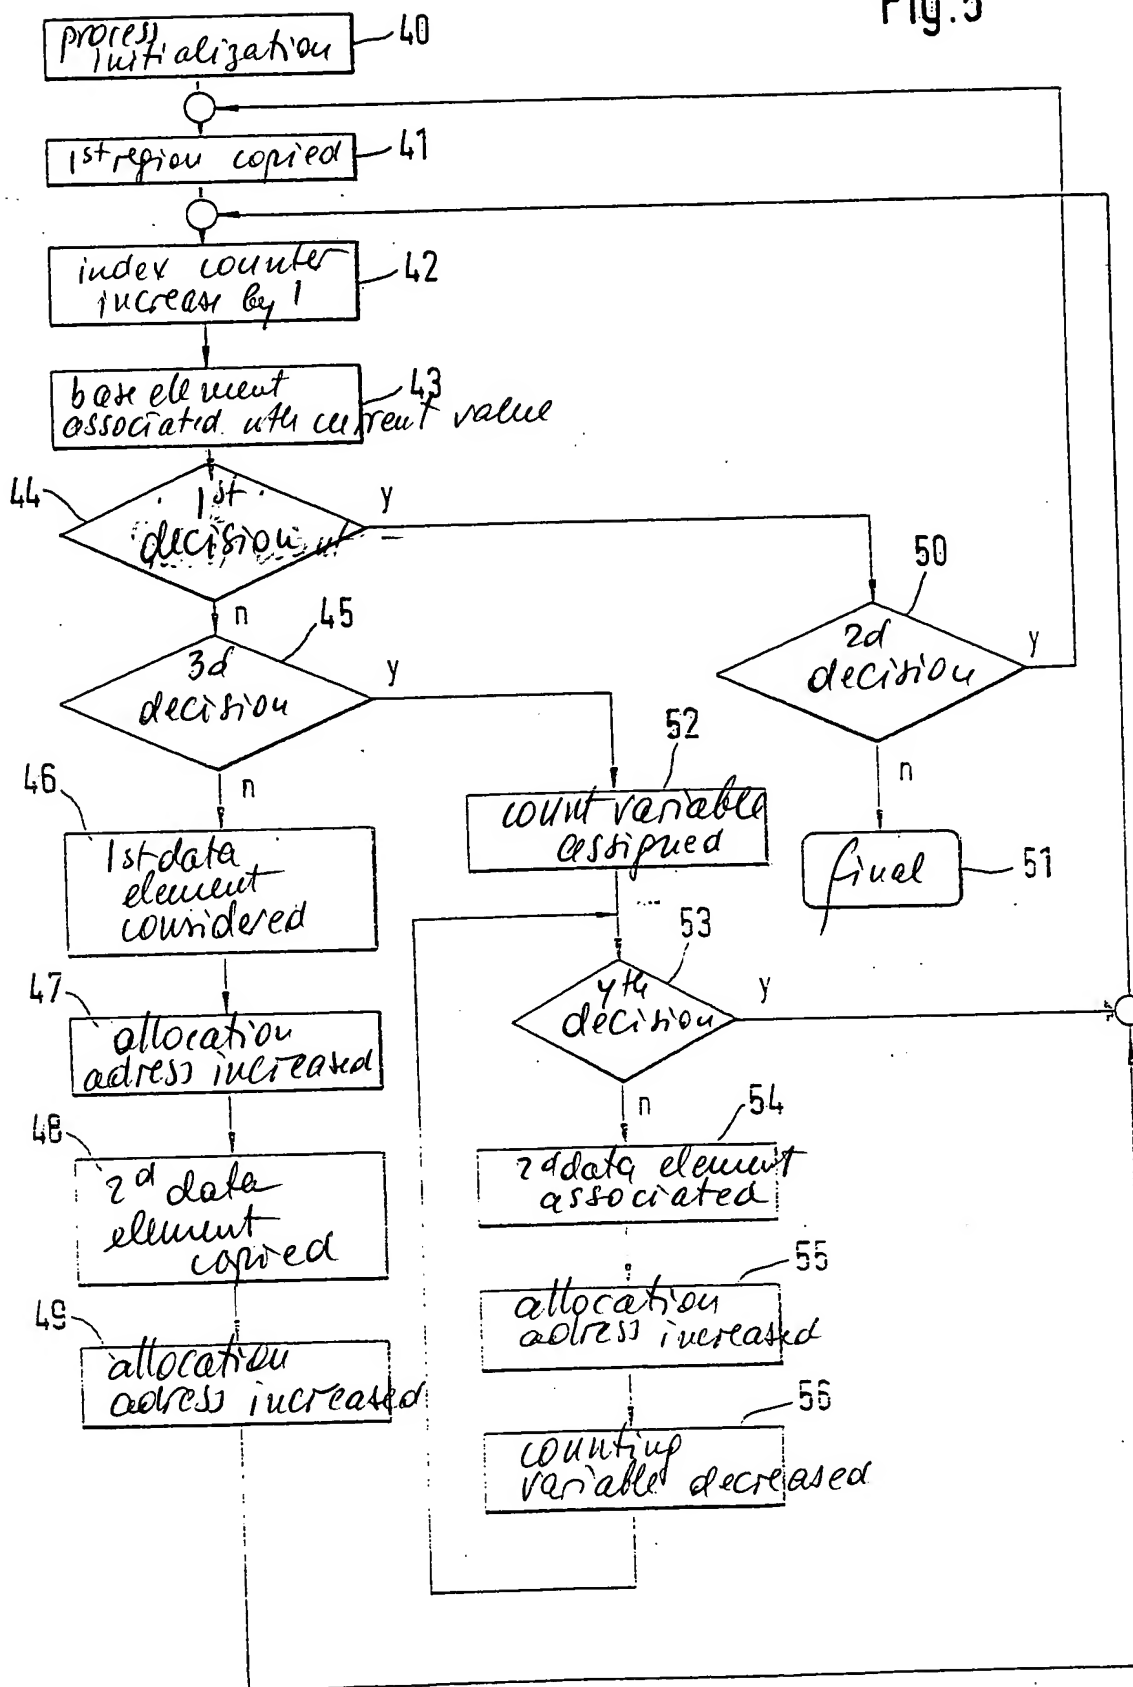 Fig.5
process
initialization
40
1st region copied
41
index counter
increase by 1
42
base element
associated with current value
43
44
1st
decision
y
n
45
3d
decision
y
n
50
2d
decision
y
n
46
1st data
element
considered
52
count variable
assigned
final
51
47
allocation
adress increased
53
4th
decision
y
n
48
2d data
element
copied
54
2d data element
associated
49
allocation
adress increased
55
allocation
adress increased
56
counting
variable decreased